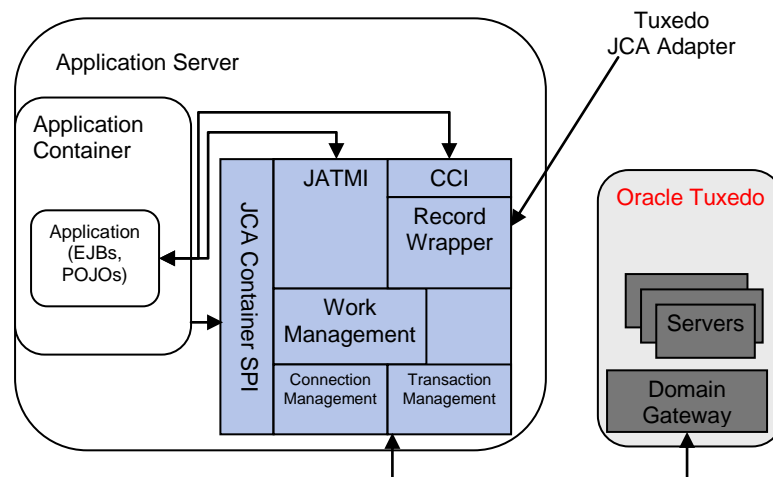 Tuxedo
JCA Adapter
Application Server
Application
Container
Application
(EJBs,
POJOs)
JCA Container SPI
JATMI
CCI
Record
Wrapper
Work
Management
Connection
Management
Transaction
Management
Oracle Tuxedo
Servers
Domain
Gateway